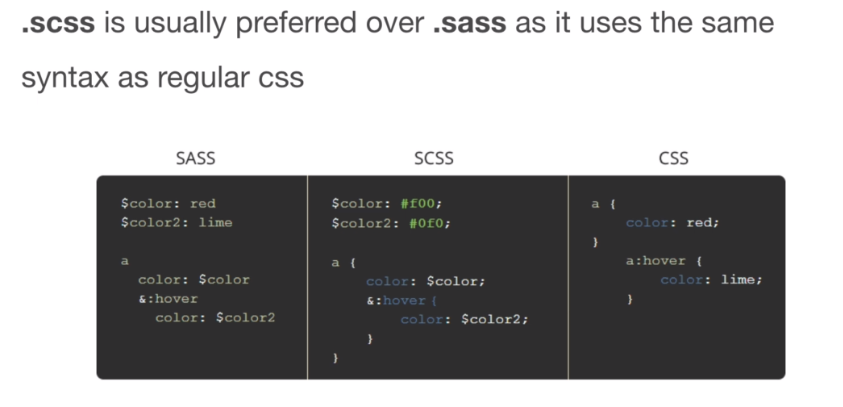 .scss is usually preferred over .sass as it uses the same
syntax as regular css
SASS
$color: red
$color2: lime
a
color: $color
&:hover
color: $color2
SCSS
$color: #f00;
$color2: #0f0;
a {
color: $color;
&:hover {
color: $color2;
}
}
CSS
a {
color: red;
}
a:hover {
color: lime;
}